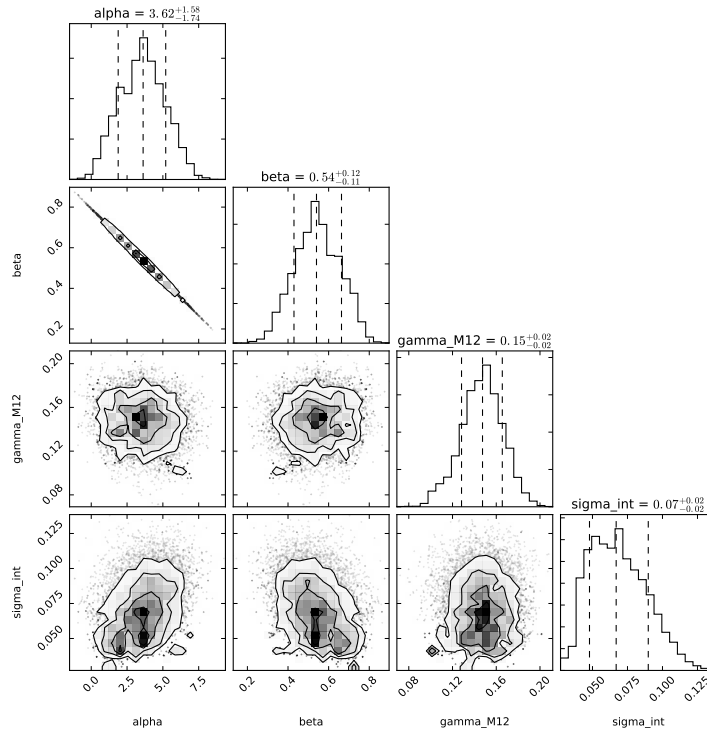 alpha = 3.62+1.58−1.74
beta = 0.54+0.12−0.11
gamma_M12 = 0.15+0.02−0.02
sigma_int = 0.07+0.02−0.02
beta
0.8
0.6
0.4
0.2
gamma_M12
0.20
0.16
0.12
0.08
sigma_int
0.125
0.100
0.075
0.050
0.0 2.5 5.0 7.5
0.2 0.4 0.6 0.8
0.08 0.12 0.16 0.20
0.050 0.075 0.100 0.125
alpha beta gamma_M12 sigma_int